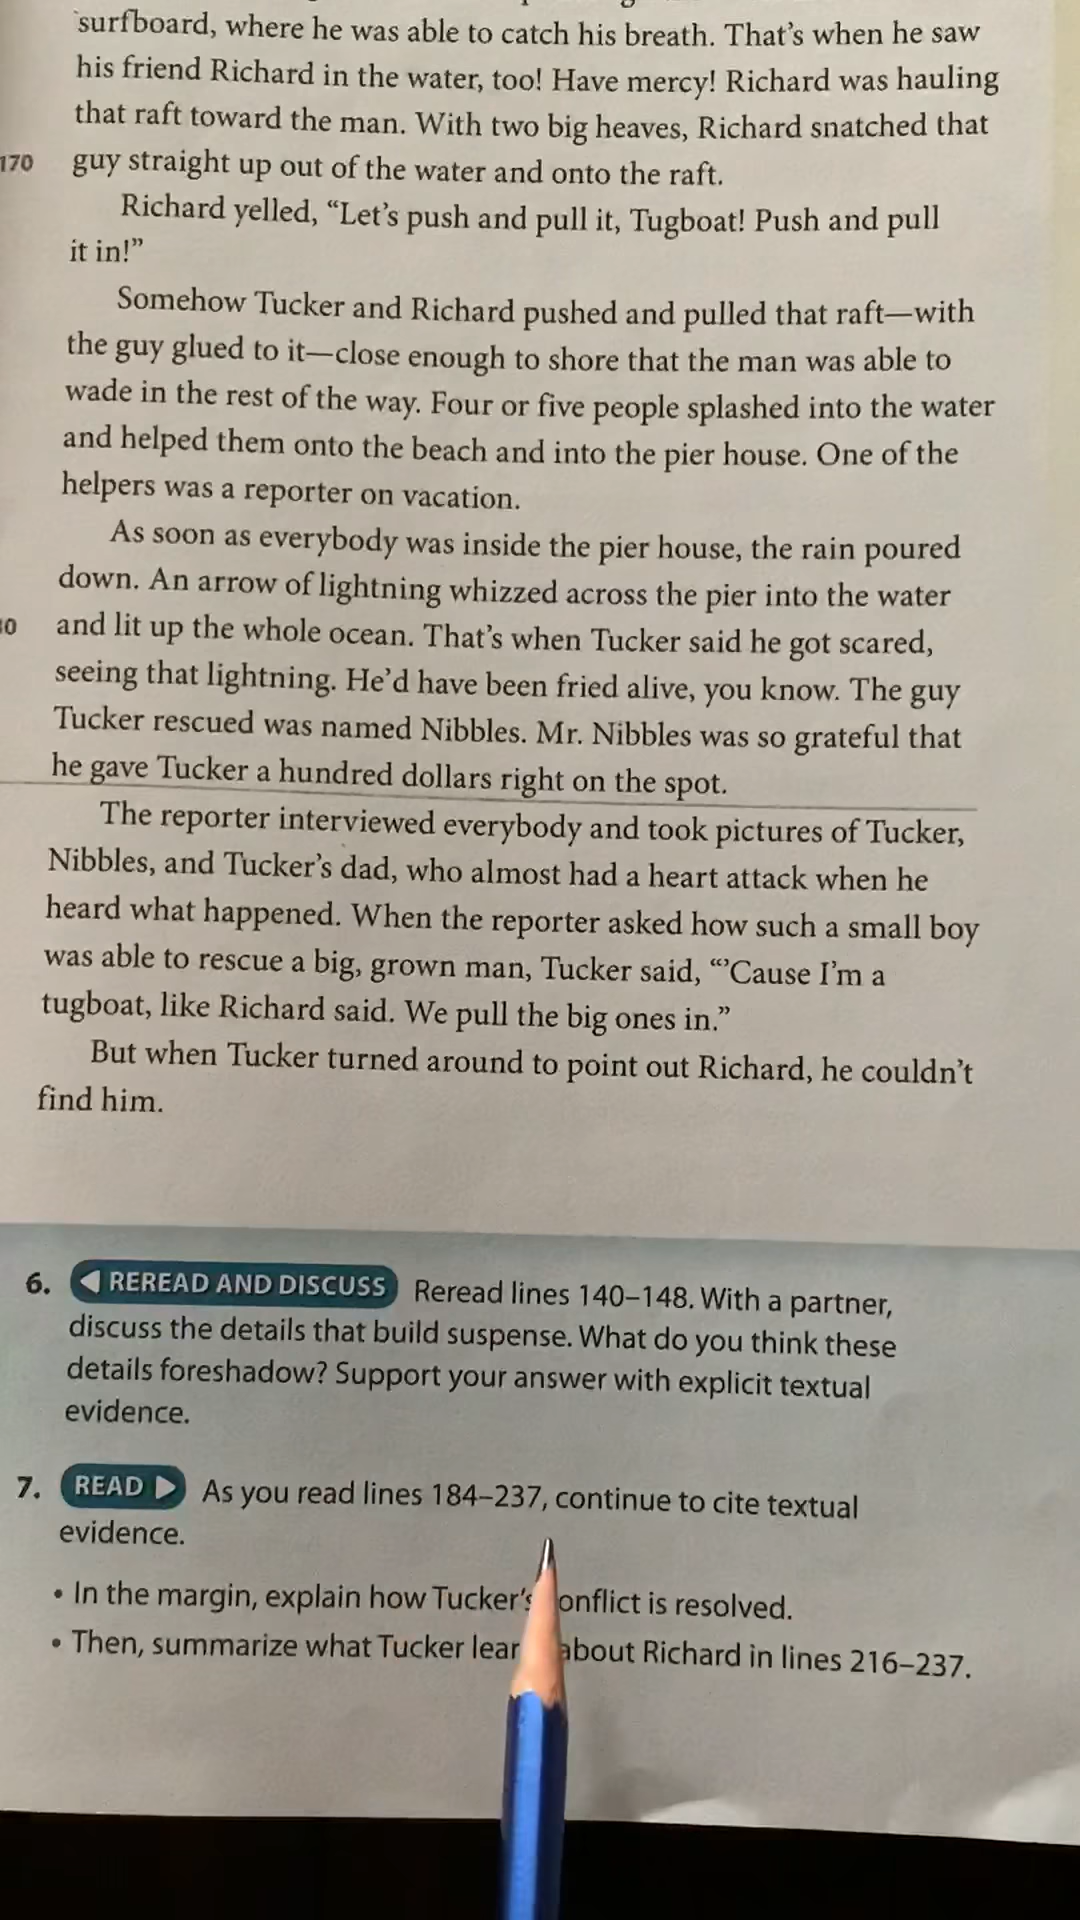 surfboard, where he was able to catch his breath. That's when he saw
his friend Richard in the water, too! Have mercy! Richard was hauling
that raft toward the man. With two big heaves, Richard snatched that
170 guy straight up out of the water and onto the raft.
Richard yelled, “Let's push and pull it, Tugboat! Push and pull
it in!”
Somehow Tucker and Richard pushed and pulled that raft—with
the guy glued to it—close enough to shore that the man was able to
wade in the rest of the way. Four or five people splashed into the water
and helped them onto the beach and into the pier house. One of the
helpers was a reporter on vacation.
As soon as everybody was inside the pier house, the rain poured
down. An arrow of lightning whizzed across the pier into the water
0 and lit up the whole ocean. That's when Tucker said he got scared,
seeing that lightning. He'd have been fried alive, you know. The guy
Tucker rescued was named Nibbles. Mr. Nibbles was so grateful that
he gave Tucker a hundred dollars right on the spot.
The reporter interviewed everybody and took pictures of Tucker,
Nibbles, and Tucker's dad, who almost had a heart attack when he
heard what happened. When the reporter asked how such a small boy
was able to rescue a big, grown man, Tucker said, “'Cause I'm a
tugboat, like Richard said. We pull the big ones in.”
But when Tucker turned around to point out Richard, he couldn't
find him.
6. REREAD AND DISCUSS Reread lines 140–148. With a partner,
discuss the details that build suspense. What do you think these
details foreshadow? Support your answer with explicit textual
evidence.
7. READ As you read lines 184–237, continue to cite textual
evidence.
• In the margin, explain how Tucker's onflict is resolved.
• Then, summarize what Tucker lear about Richard in lines 216–237.